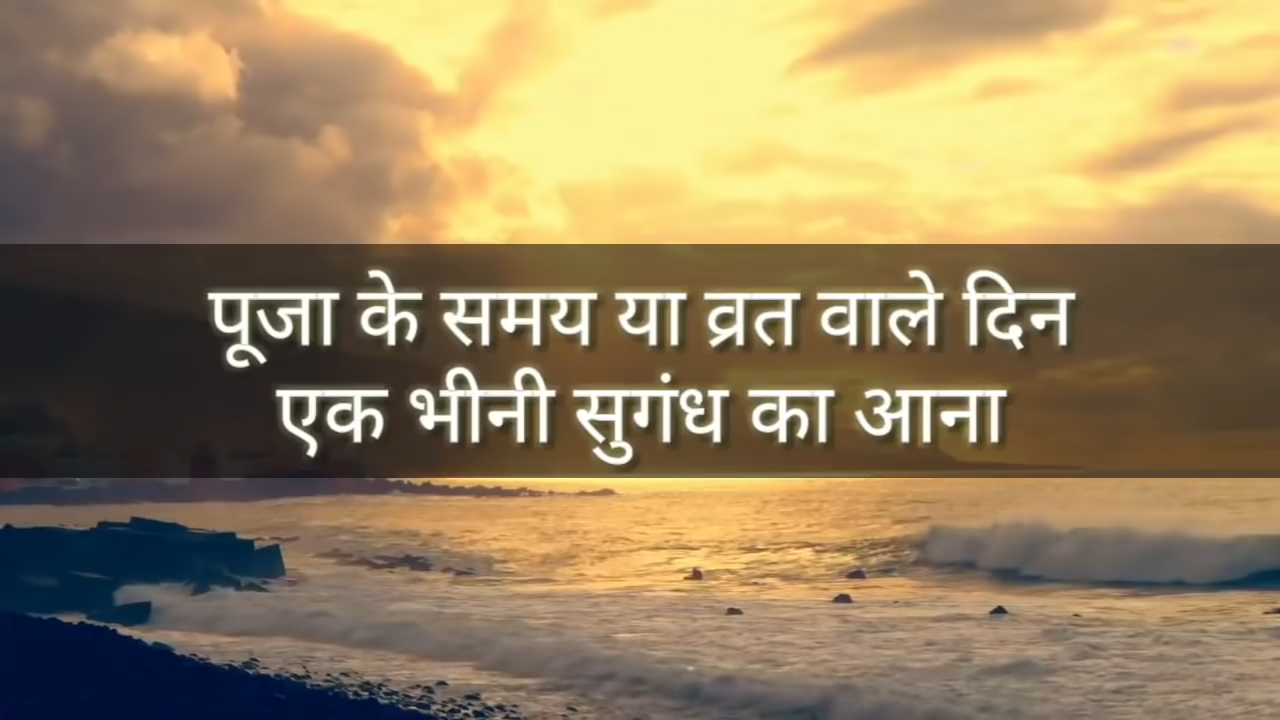 पूजा के समय या व्रत वाले दिन
एक भीनी सुगंध का आना